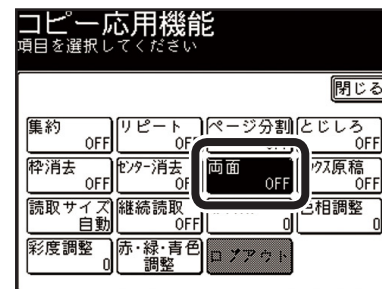 コピー応用機能
項目を選択してください
閉じる
集約 OFF
リピート OFF
ページ分割
とじしろ OFF
枠消去 OFF
センター消去 OFF
両面 OFF
原稿 OFF
読取サイズ 自動
継続読取 OFF
0
色相調整 0
彩度調整 0
赤・緑・青色調整
ログアウト